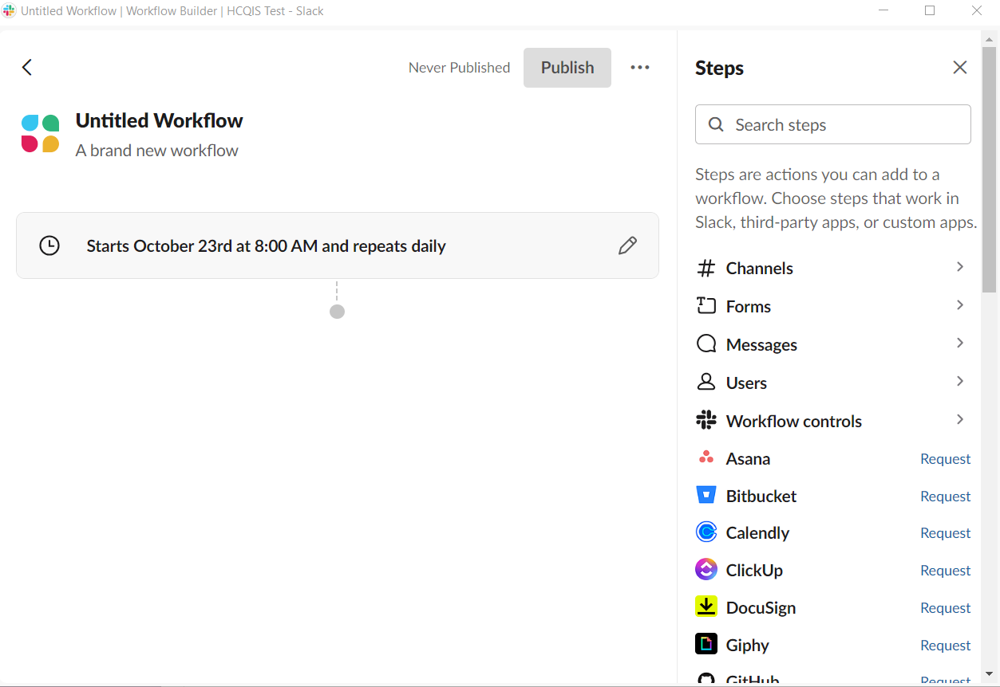 Untitled Workflow | Workflow Builder | HCQIS Test - Slack
Never Published
Publish
Untitled Workflow
A brand new workflow
Starts October 23rd at 8:00 AM and repeats daily
Steps
Search steps
Steps are actions you can add to a
workflow. Choose steps that work in
Slack, third-party apps, or custom apps.
Channels
Forms
Messages
Users
Workflow controls
Asana Request
Bitbucket Request
Calendly Request
ClickUp Request
DocuSign Request
Giphy Request
GitHub Request